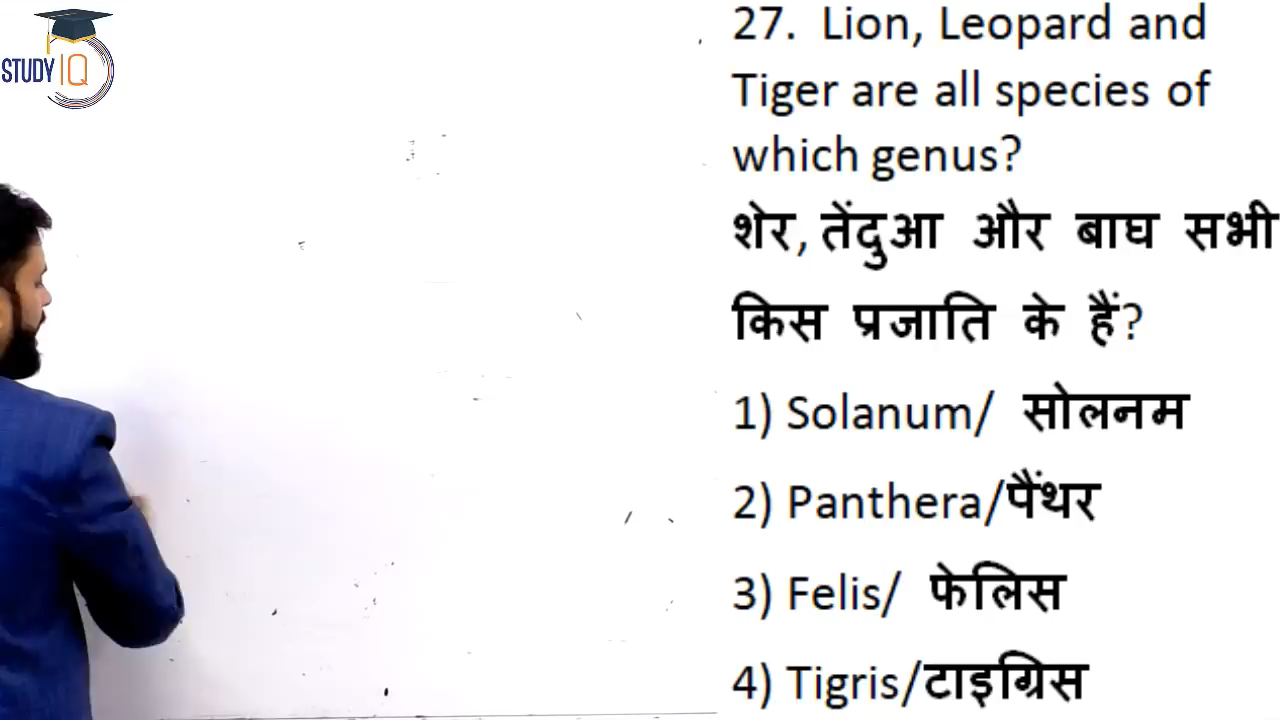 STUDY IQ
27. Lion, Leopard and
Tiger are all species of
which genus?
शेर, तेंदुआ और बाघ सभी
किस प्रजाति के हैं?
1) Solanum/ सोलनम
2) Panthera/पैंथर
3) Felis/ फेलिस
4) Tigris/टाइग्रिस